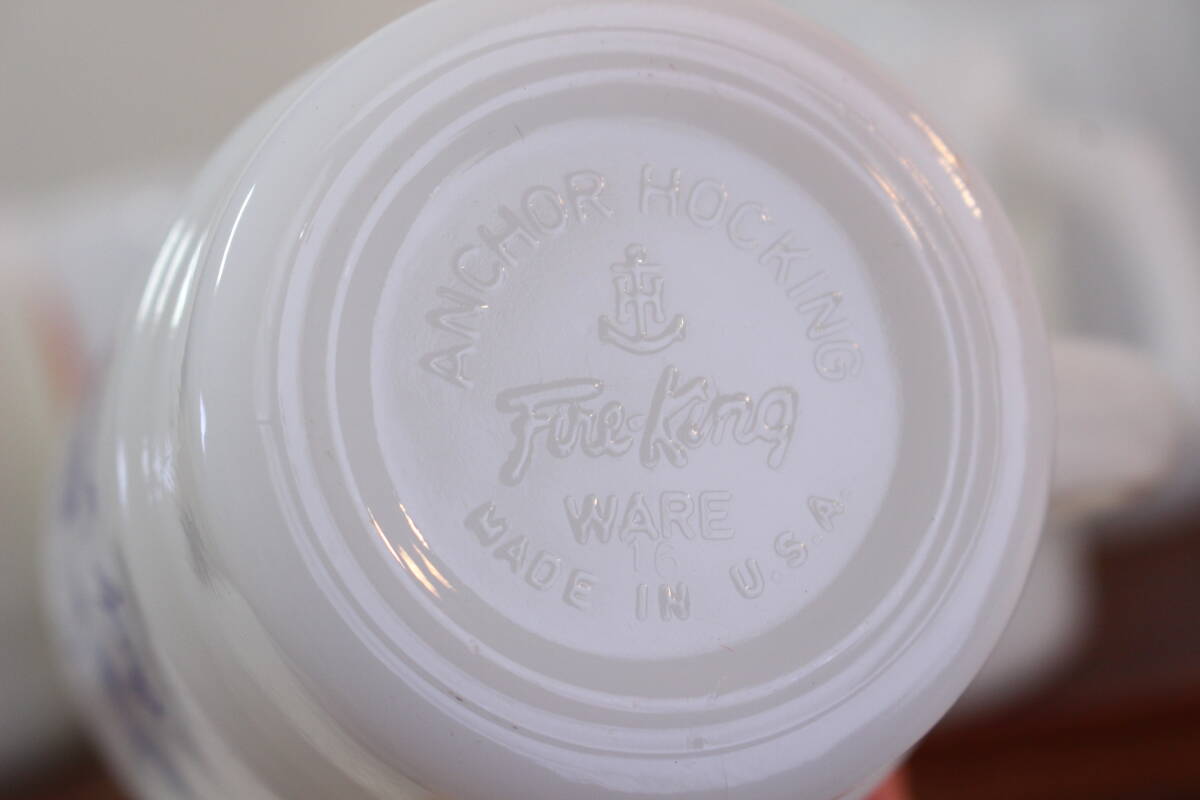 ANCHOR HOCKING
H
Fire-King
WARE
16
MADE IN U.S.A.